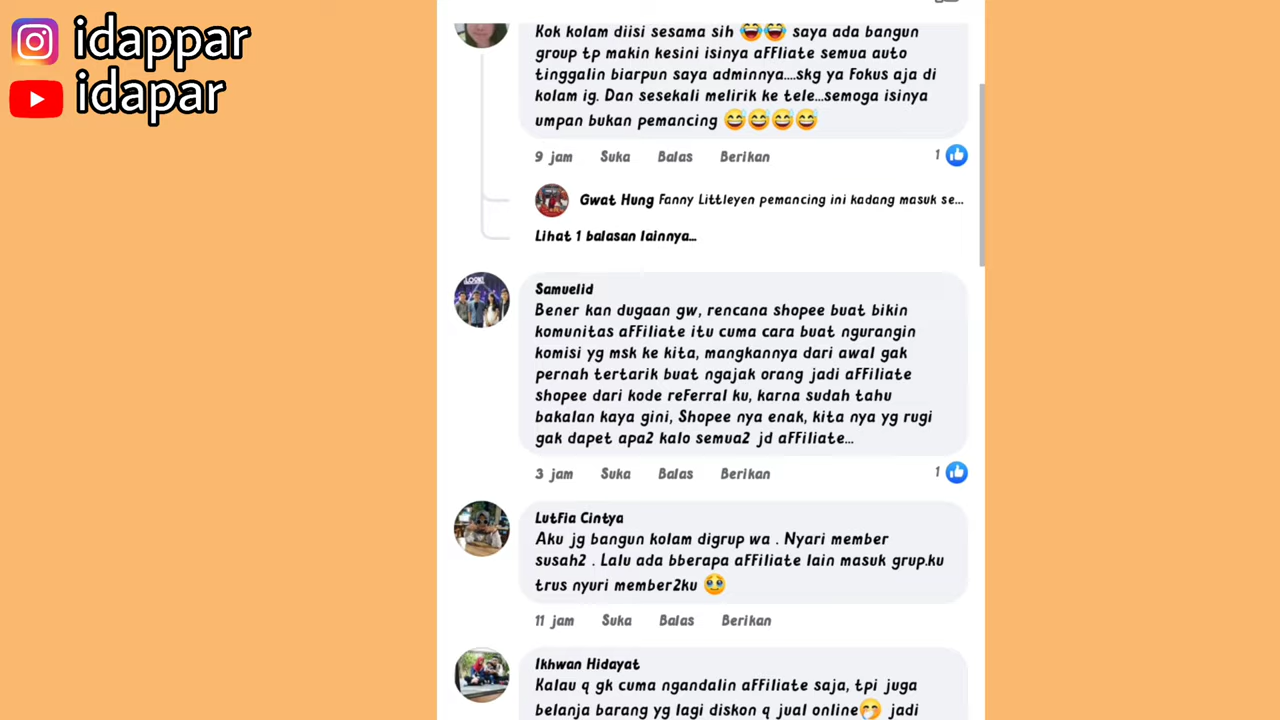 idappar
idapar
Kok kolam diisi sesama sih 😂😂 saya ada bangun
group tp makin kesini isinya aFFliate semua auto
tinggalin biarpun saya adminnya....skg ya Fokus aja di
kolam ig. Dan sesekali melirik ke tele...semoga isinya
umpan bukan pemancing 😅😅😅😅
9 jam Suka Balas Berikan 1
Gwat Hung Fanny Littleyen pemancing ini kadang masuk se...
Lihat 1 balasan lainnya...
Samuelid
Bener kan dugaan gw, rencana shopee buat bikin
komunitas aFFiliate itu cuma cara buat ngurangin
komisi yg msk ke kita, mangkannya dari awal gak
pernah tertarik buat ngajak orang jadi aFFiliate
shopee dari kode reFerral ku, karna sudah tahu
bakalan kaya gini, Shopee nya enak, kita nya yg rugi
gak dapet apa2 kalo semua2 jd aFFiliate...
3 jam Suka Balas Berikan 1
LutFia Cintya
Aku jg bangun kolam digrup wa . Nyari member
susah2 . Lalu ada bberapa aFFiliate lain masuk grup.ku
trus nyuri member2ku 🥹
11 jam Suka Balas Berikan
Ikhwan Hidayat
Kalau q gk cuma ngandalin aFFiliate saja, tpi juga
belanja barang yg lagi diskon q jual online🤭 jadi